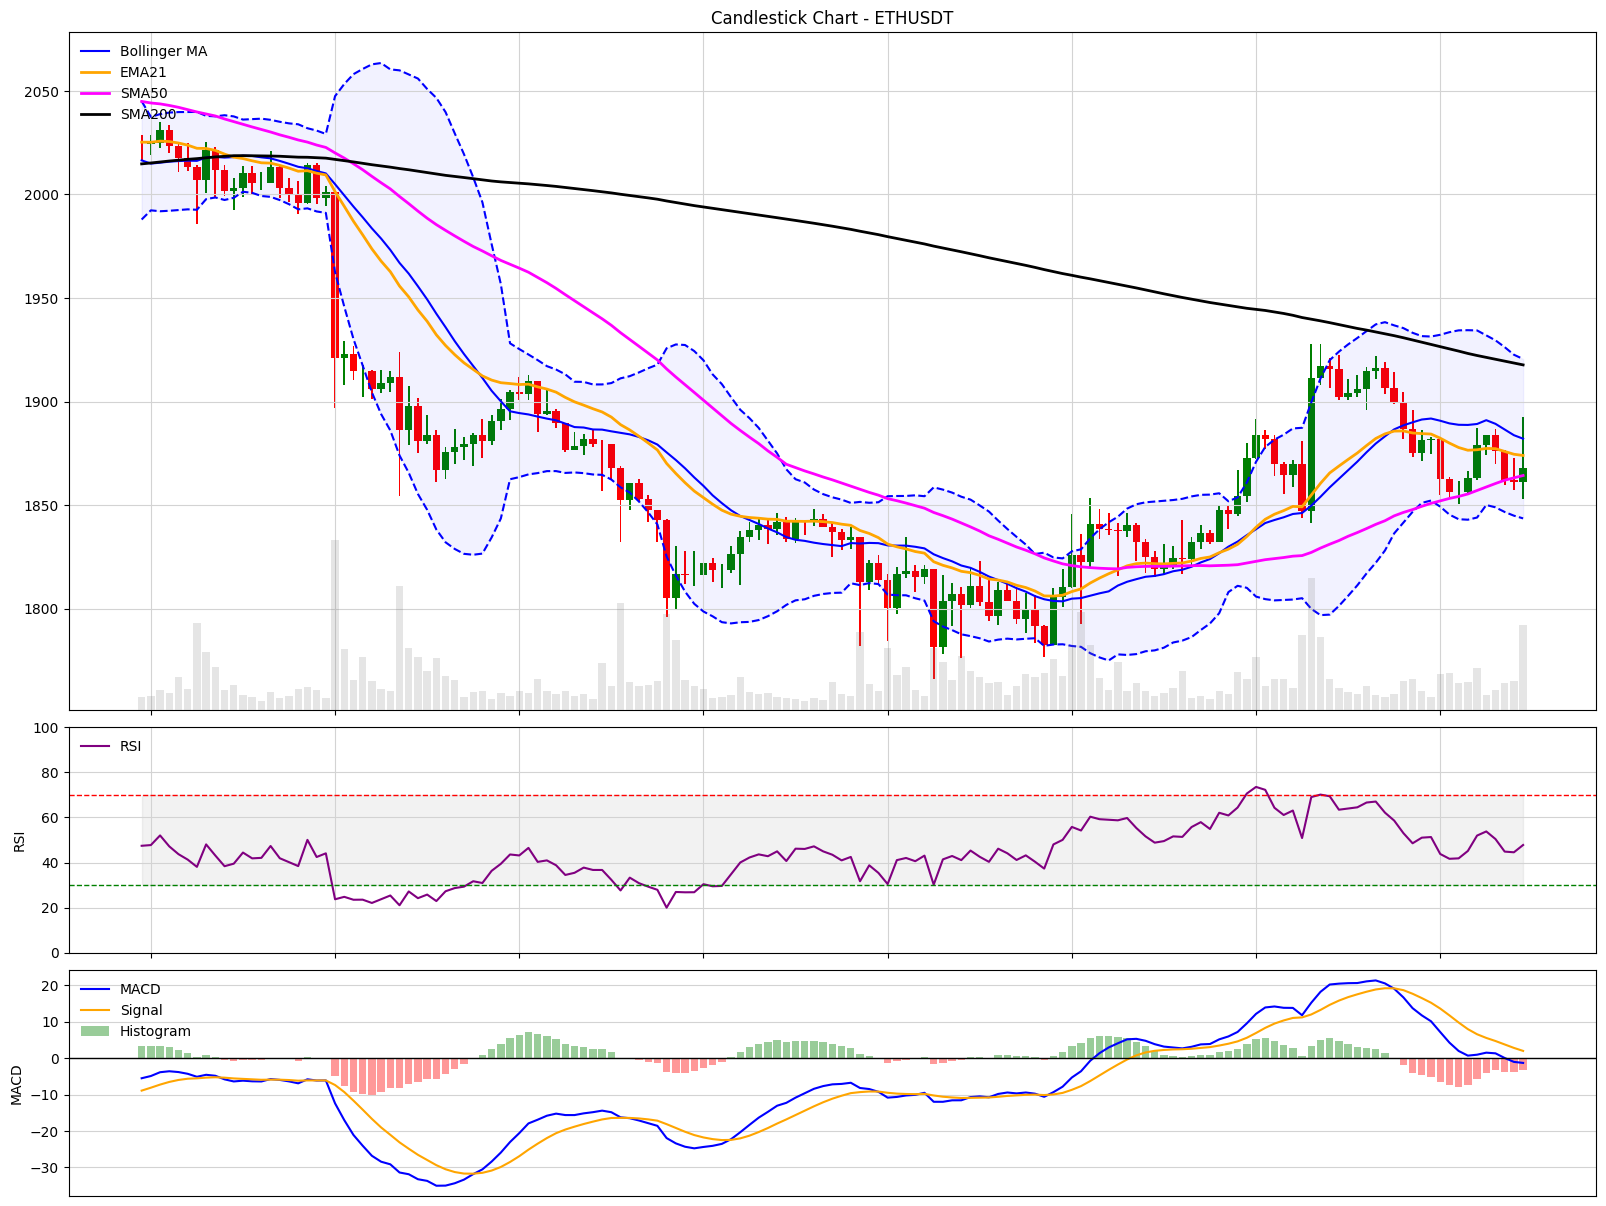 Candlestick Chart - ETHUSDT
Bollinger MA
EMA21
SMA50
SMA200
2050
2000
1950
1900
1850
1800
RSI
100
80
60
40
20
0
RSI
MACD
Signal
Histogram
20
10
0
−10
−20
−30
MACD